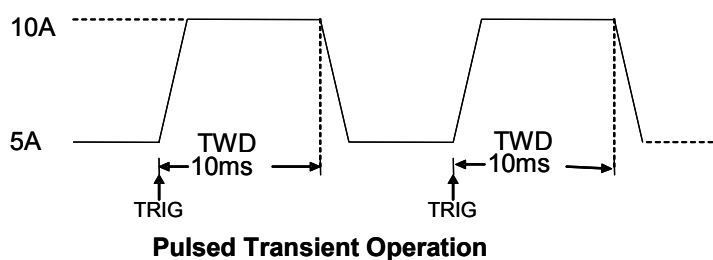 10A
5A
TWD
10ms
TWD
10ms
TRIG
TRIG
Pulsed Transient Operation